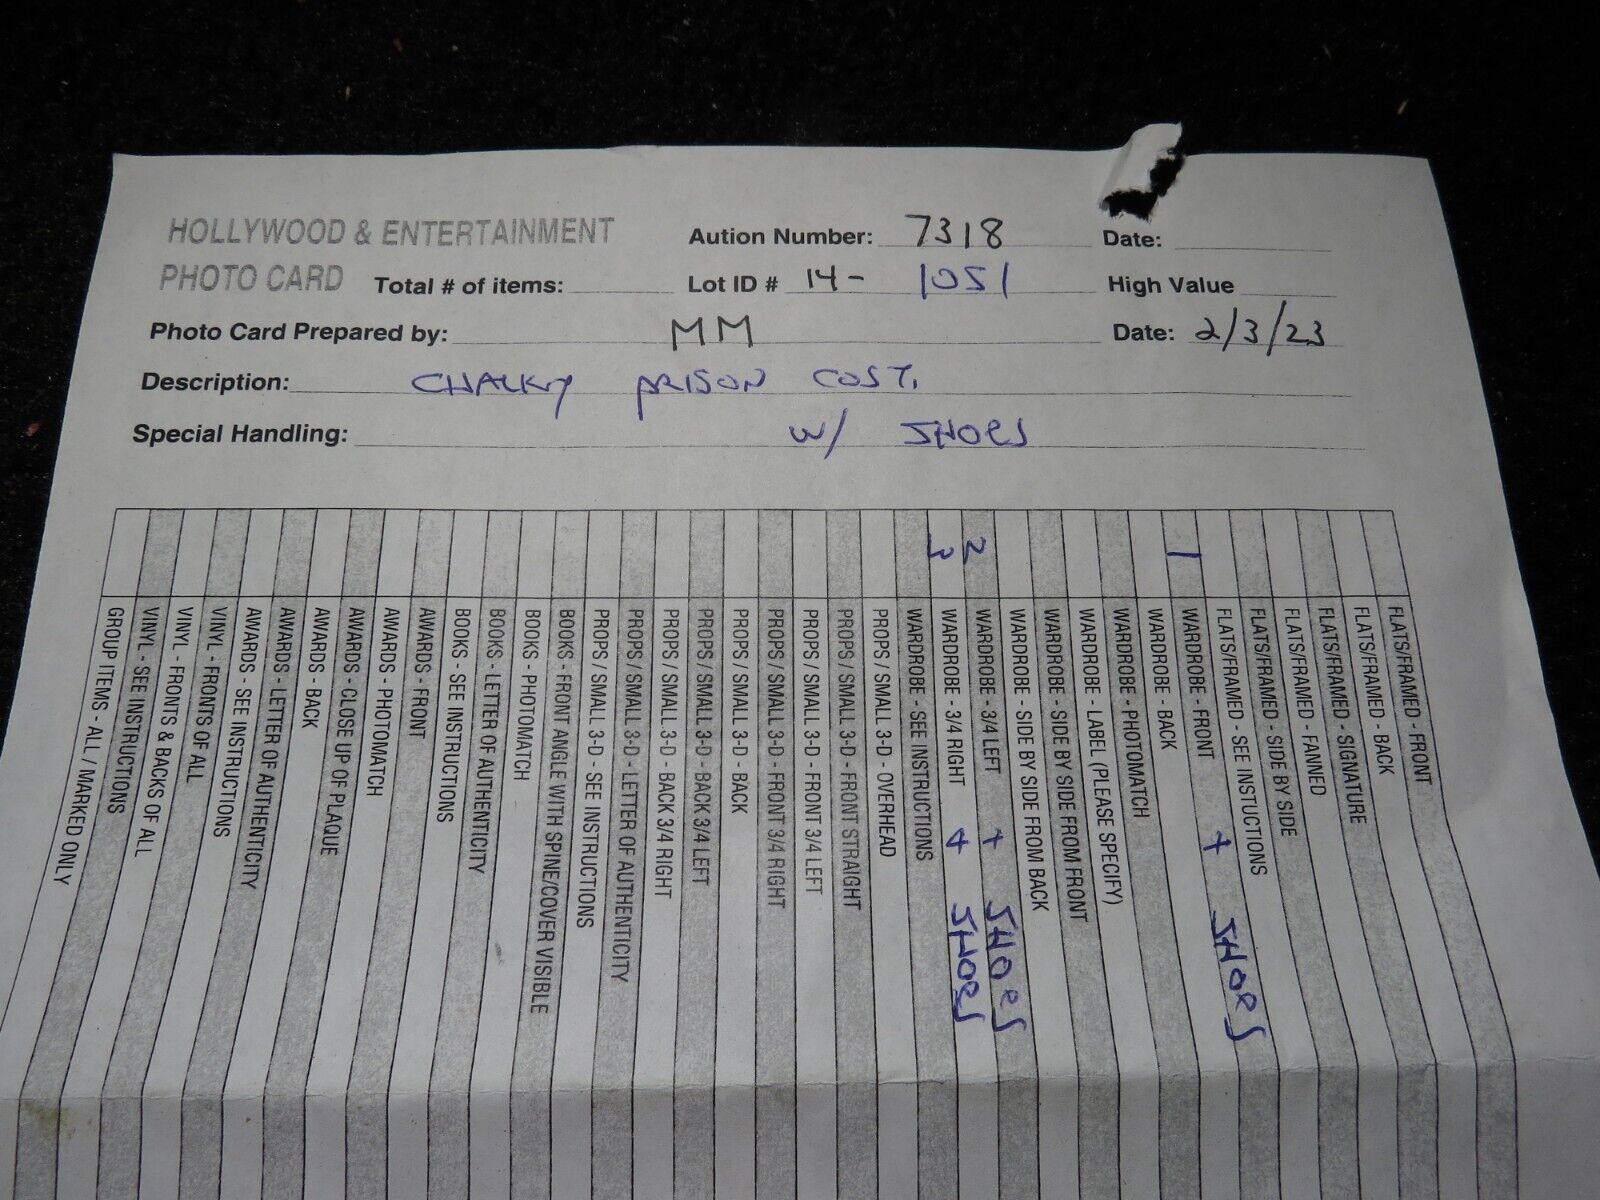 HOLLYWOOD & ENTERTAINMENT Aution Number: 7318 Date:
PHOTO CARD Total # of items: Lot ID # 14- 1051 High Value
Photo Card Prepared by: MM Date: 2/3/23
Description: CHALKY PRISON COST.
Special Handling: W/ SHOES
FLATS/FRAMED - FRONT
FLATS/FRAMED - BACK
FLATS/FRAMED - SIGNATURE
FLATS/FRAMED - FANNED
FLATS/FRAMED - SIDE BY SIDE
FLATS/FRAMED - SEE INSTUCTIONS
1 WARDROBE - FRONT + SHOES
WARDROBE - BACK
WARDROBE - PHOTOMATCH
WARDROBE - LABEL (PLEASE SPECIFY)
WARDROBE - SIDE BY SIDE FROM FRONT
WARDROBE - SIDE BY SIDE FROM BACK
2 WARDROBE - 3/4 LEFT + SHOES
3 WARDROBE - 3/4 RIGHT + SHOES
WARDROBE - SEE INSTRUCTIONS
PROPS / SMALL 3-D - OVERHEAD
PROPS / SMALL 3-D - FRONT STRAIGHT
PROPS / SMALL 3-D - FRONT 3/4 LEFT
PROPS / SMALL 3-D - FRONT 3/4 RIGHT
PROPS / SMALL 3-D - BACK
PROPS / SMALL 3-D - BACK 3/4 LEFT
PROPS / SMALL 3-D - BACK 3/4 RIGHT
PROPS / SMALL 3-D - LETTER OF AUTHENTICITY
PROPS / SMALL 3-D - SEE INSTRUCTIONS
BOOKS - FRONT ANGLE WITH SPINE/COVER VISIBLE
BOOKS - PHOTOMATCH
BOOKS - LETTER OF AUTHENTICITY
BOOKS - SEE INSTRUCTIONS
AWARDS - FRONT
AWARDS - PHOTOMATCH
AWARDS - CLOSE UP OF PLAQUE
AWARDS - BACK
AWARDS - LETTER OF AUTHENTICITY
AWARDS - SEE INSTRUCTIONS
VINYL - FRONTS OF ALL
VINYL - FRONTS & BACKS OF ALL
VINYL - SEE INSTRUCTIONS
GROUP ITEMS - ALL / MARKED ONLY